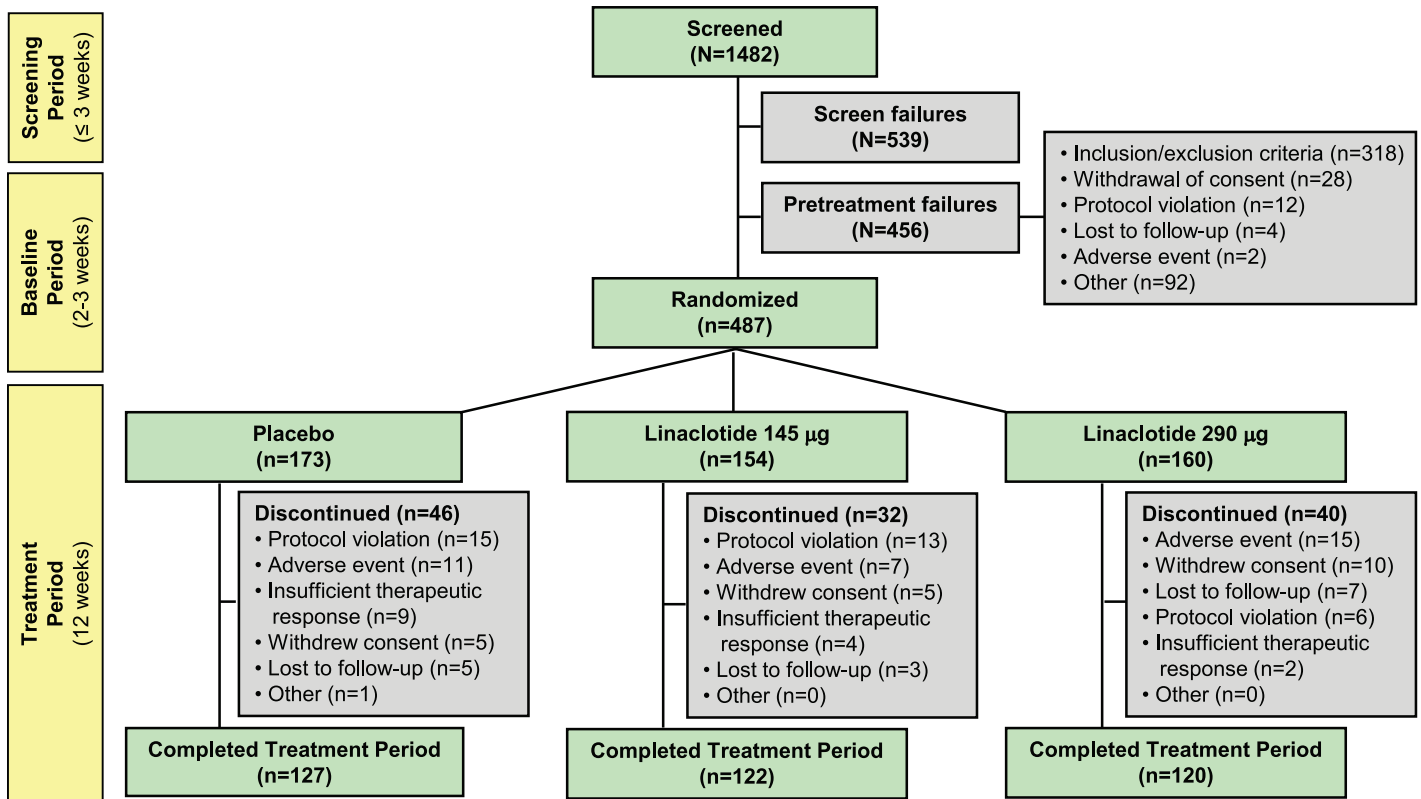 Screening
Period
(≤ 3 weeks)
Baseline
Period
(2-3 weeks)
Treatment
Period
(12 weeks)
Screened
(N=1482)
Screen failures
(N=539)
Pretreatment failures
(N=456)
• Inclusion/exclusion criteria (n=318)
• Withdrawal of consent (n=28)
• Protocol violation (n=12)
• Lost to follow-up (n=4)
• Adverse event (n=2)
• Other (n=92)
Randomized
(n=487)
Placebo
(n=173)
Discontinued (n=46)
• Protocol violation (n=15)
• Adverse event (n=11)
• Insufficient therapeutic
response (n=9)
• Withdrew consent (n=5)
• Lost to follow-up (n=5)
• Other (n=1)
Completed Treatment Period
(n=127)
Linaclotide 145 µg
(n=154)
Discontinued (n=32)
• Protocol violation (n=13)
• Adverse event (n=7)
• Withdrew consent (n=5)
• Insufficient therapeutic
response (n=4)
• Lost to follow-up (n=3)
• Other (n=0)
Completed Treatment Period
(n=122)
Linaclotide 290 µg
(n=160)
Discontinued (n=40)
• Adverse event (n=15)
• Withdrew consent (n=10)
• Lost to follow-up (n=7)
• Protocol violation (n=6)
• Insufficient therapeutic
response (n=2)
• Other (n=0)
Completed Treatment Period
(n=120)